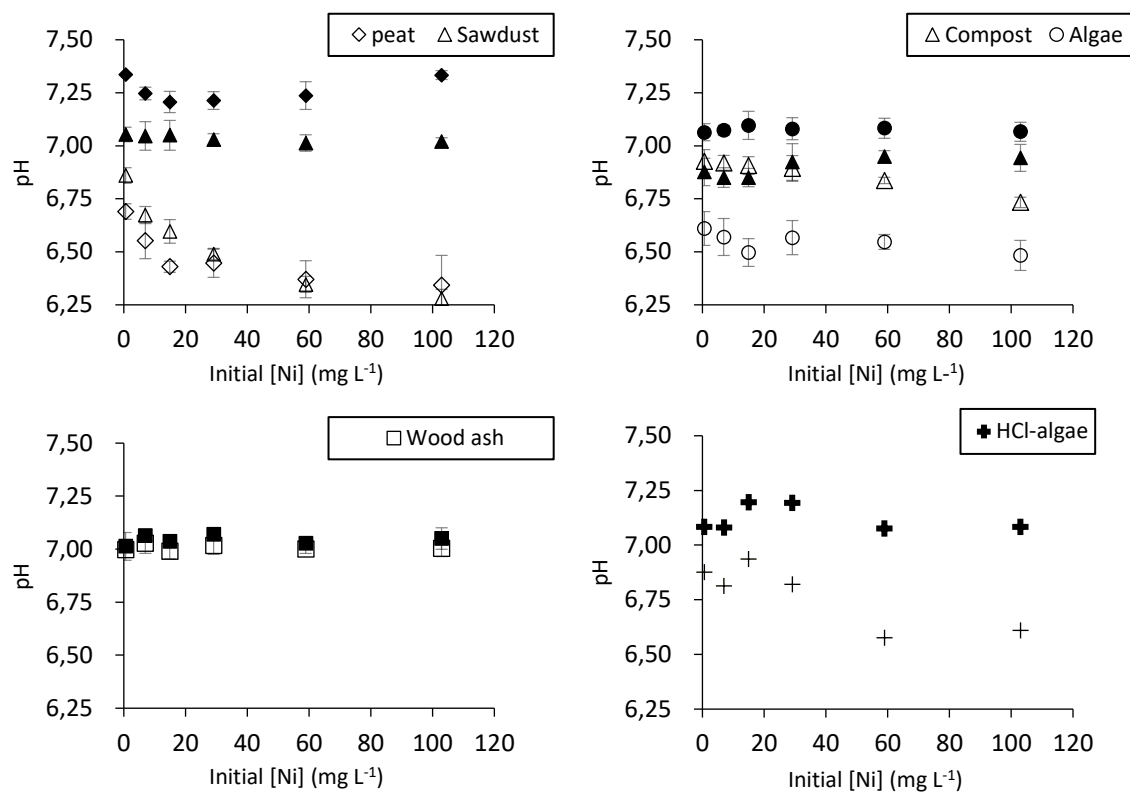 peat Sawdust
7,50
7,25
7,00
6,75
6,50
6,25
pH
0 20 40 60 80 100 120
Initial [Ni] (mg L-1)
Compost Algae
7,50
7,25
7,00
6,75
6,50
6,25
pH
0 20 40 60 80 100 120
Initial [Ni] (mg L-1)
Wood ash
7,50
7,25
7,00
6,75
6,50
6,25
pH
0 20 40 60 80 100 120
Initial [Ni] (mg L-1)
HCl-algae
7,50
7,25
7,00
6,75
6,50
6,25
pH
0 20 40 60 80 100 120
Initial [Ni] (mg L-1)